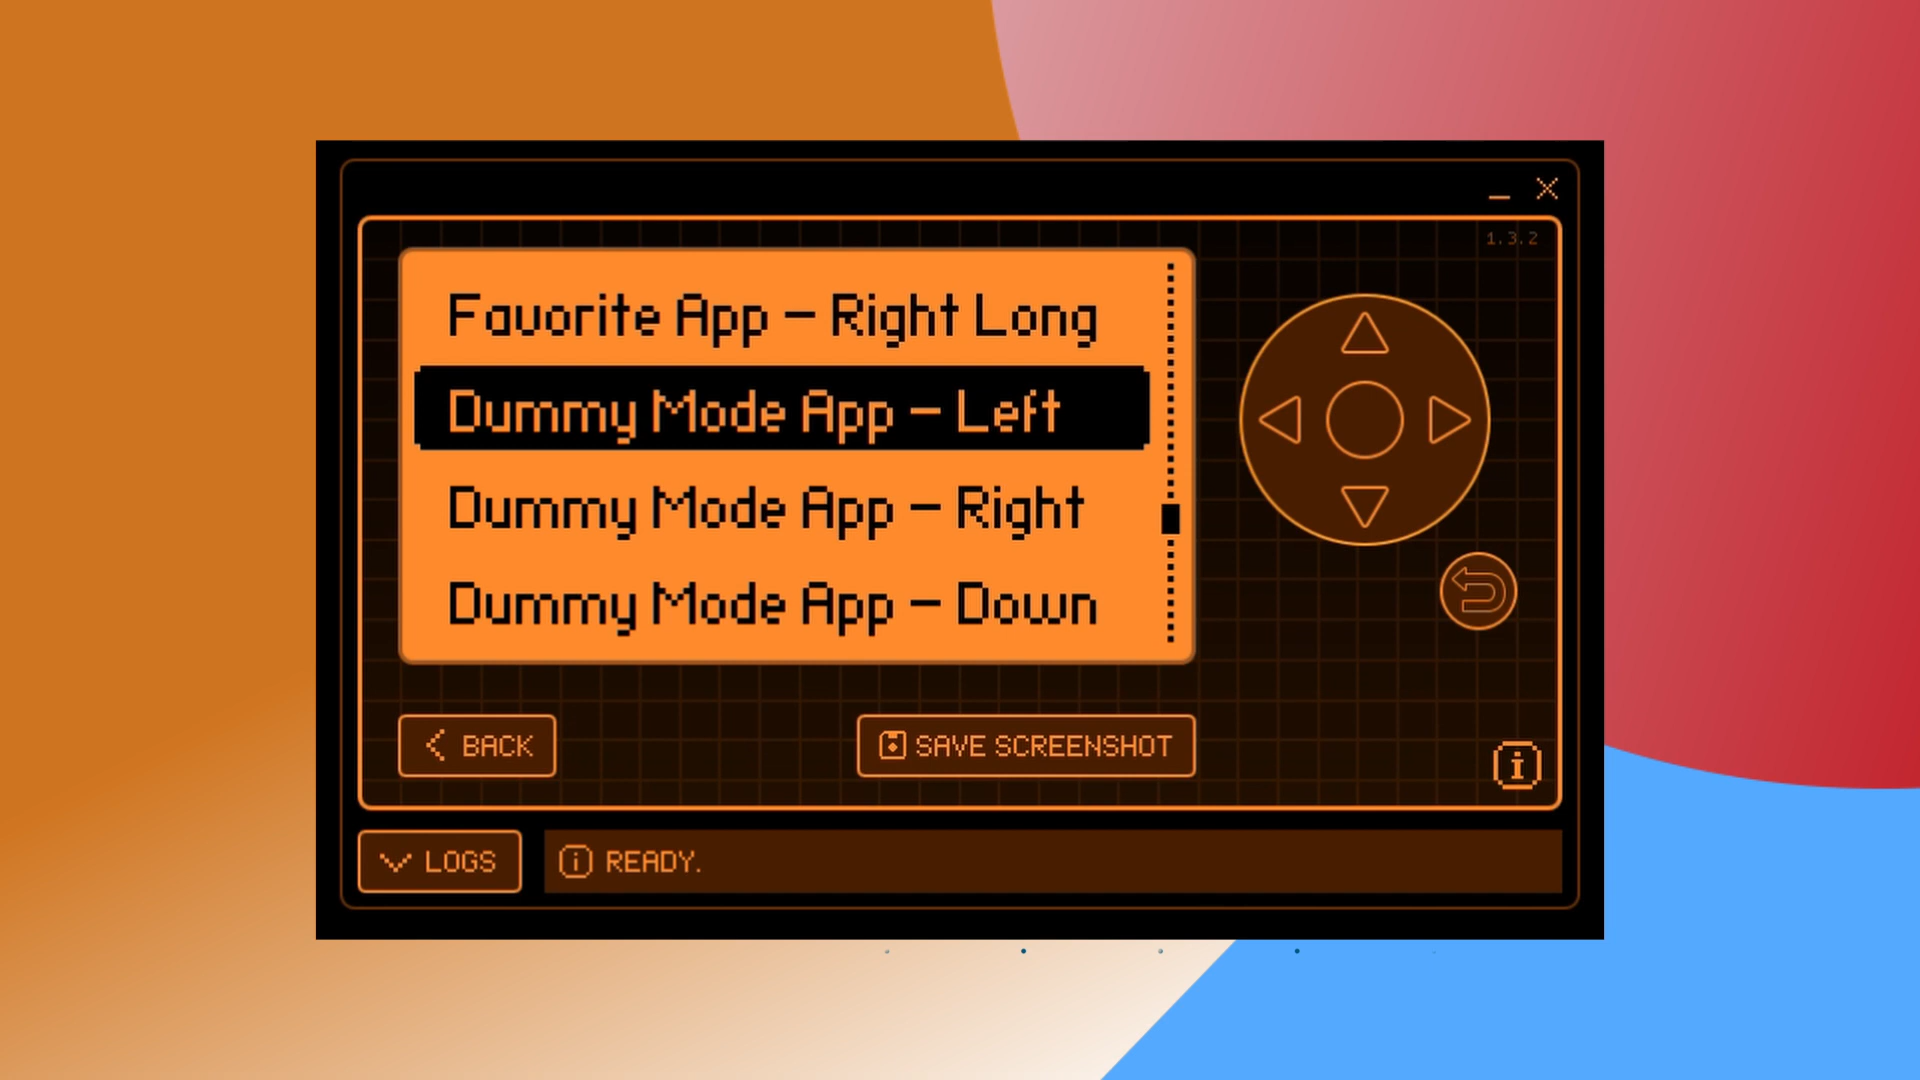 1.3.2
Favorite App – Right Long
Dummy Mode App – Left
Dummy Mode App – Right
Dummy Mode App – Down
BACK
SAVE SCREENSHOT
LOGS
READY.